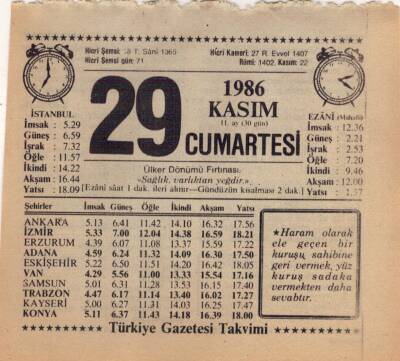 Hicri Şemsi: T. Sâni 1365
Hicri Şemsi gün: 71
Hicri Kameri: 27 R. Evvel 1407
Rûmi: 1402, Kasım: 22
1986
KASIM
11. ay (30 gün)
29 CUMARTESİ
İSTANBUL
İmsak : 5.29
Güneş : 6.59
İşrak : 7.32
Öğle : 11.57
İkindi : 14.22
Akşam : 16.44
Yatsı : 18.09
EZÂNİ (Mahalli)
İmsak : 12.36
Güneş : 2.21
İşrak : 2.53
Öğle : 7.20
İkindi : 9.46
Akşam : 12.00
Yatsı :
Ülker Dönümü Fırtınası.
«Sağlık, varlıktan yeğdir.»
[Ezâni sâat 1 dak. ileri alınır—Gündüzün kısalması 2 dak.]
Şehirler İmsak Güneş Öğle İkindi Akşam Yatsı
ANKARA 5.13 6.41 11.42 14.10 16.32 17.56
İZMİR 5.33 7.00 12.04 14.38 16.59 18.21
ERZURUM 4.39 6.07 11.08 13.37 15.59 17.22
ADANA 4.59 6.24 11.32 14.09 16.30 17.50
ESKİŞEHİR 5.22 6.50 11.51 14.20 16.42 18.05
VAN 4.29 5.56 11.00 13.33 15.54 17.16
SAMSUN 5.01 6.31 11.28 13.53 16.15 17.40
TRABZON 4.47 6.17 11.14 13.40 16.02 17.27
KAYSERİ 5.00 6.27 11.31 14.03 16.25 17.47
KONYA 5.11 6.37 11.43 14.18 16.39 18.00
★Haram olarak
ele geçen bir
kuruşu, sahibine
geri vermek, yüz
kuruş sadaka
vermekten daha
sevabtır.
Türkiye Gazetesi Takvimi